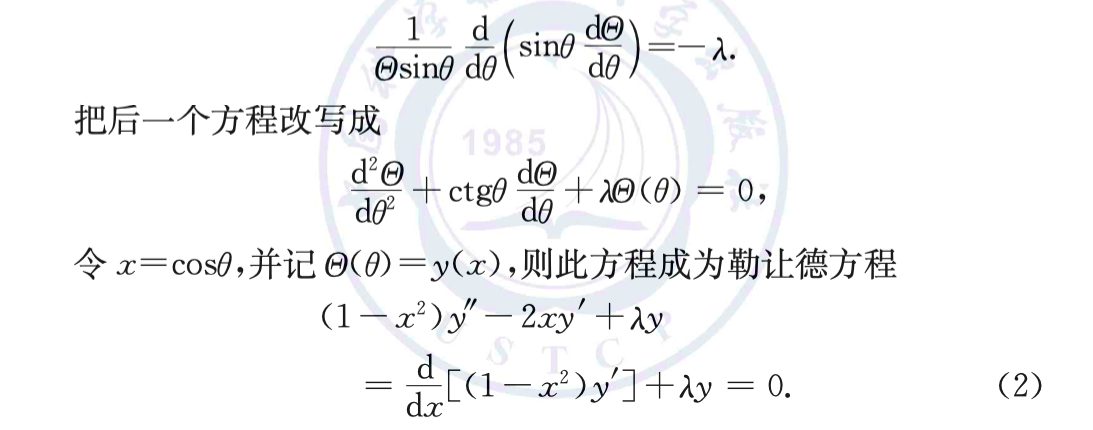 1/(Θsinθ) d/dθ(sinθ dΘ/dθ)=−λ.
把后一个方程改写成
d²Θ/dθ² + ctgθ dΘ/dθ + λΘ(θ) = 0,
令 x=cosθ,并记 Θ(θ)=y(x),则此方程成为勒让德方程
(1−x²)y″−2xy′+λy
= d/dx[(1−x²)y′]+λy = 0. (2)
1985
USTCP